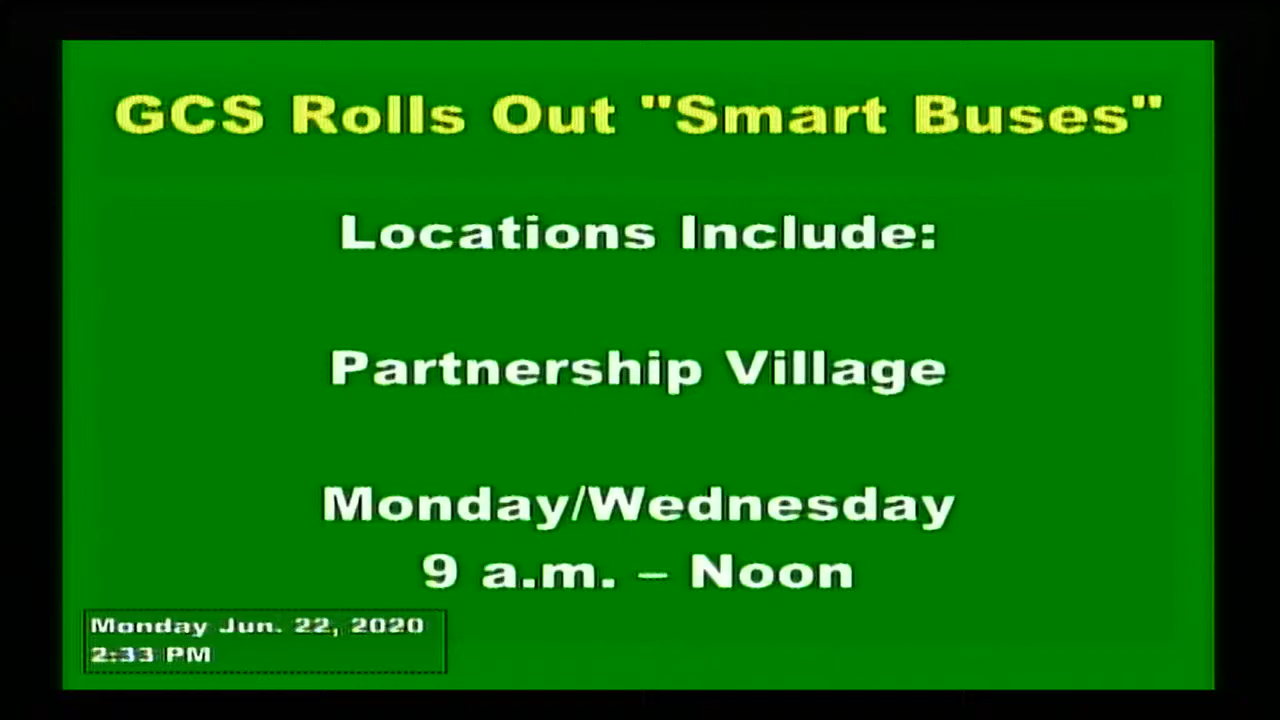 GCS Rolls Out "Smart Buses"
Locations Include:
Partnership Village
Monday/Wednesday
9 a.m. – Noon
Monday Jun. 22, 2020
2:33 PM